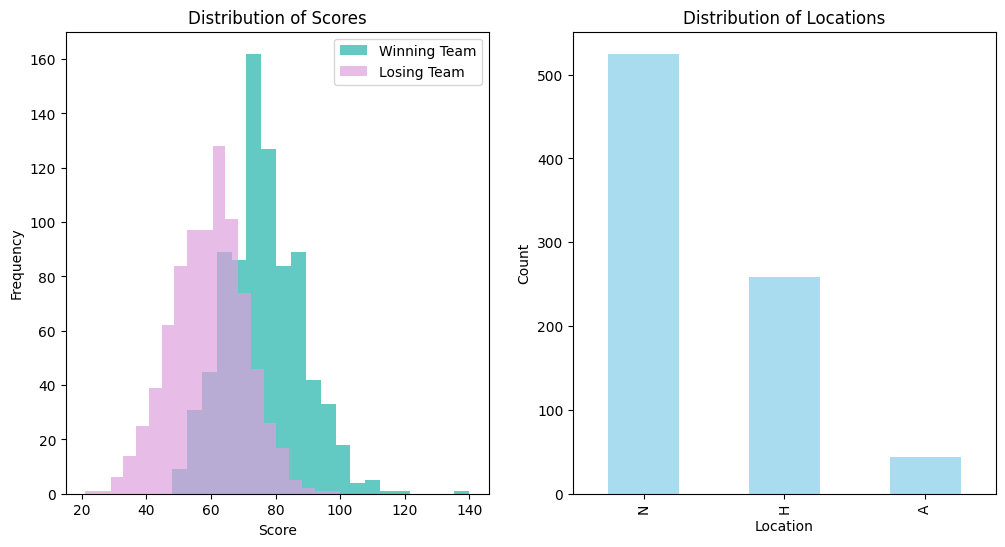 Distribution of Scores
Winning Team
Losing Team
160
140
120
100
80
60
40
20
0
Frequency
20 40 60 80 100 120 140
Score
Distribution of Locations
500
400
300
200
100
0
Count
N H A
Location